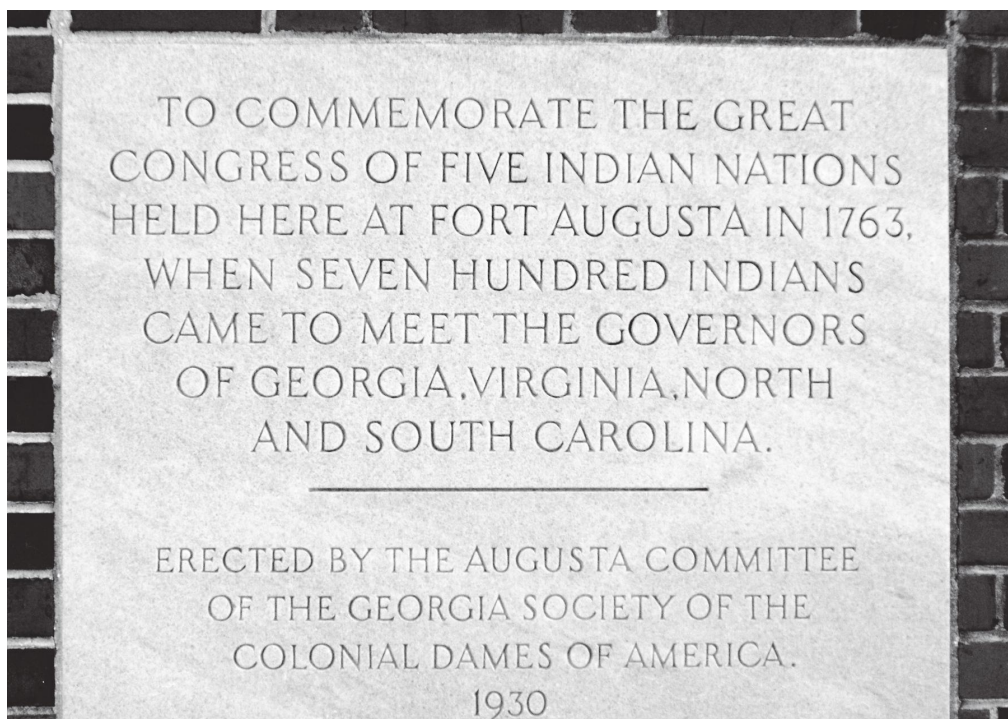 TO COMMEMORATE THE GREAT
CONGRESS OF FIVE INDIAN NATIONS
HELD HERE AT FORT AUGUSTA IN 1763,
WHEN SEVEN HUNDRED INDIANS
CAME TO MEET THE GOVERNORS
OF GEORGIA, VIRGINIA, NORTH
AND SOUTH CAROLINA.
ERECTED BY THE AUGUSTA COMMITTEE
OF THE GEORGIA SOCIETY OF THE
COLONIAL DAMES OF AMERICA.
1930